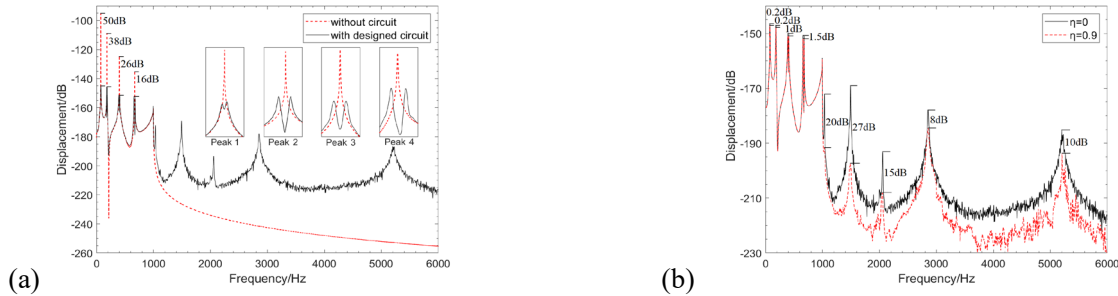 -80
-100
-120
-140
-160
-180
-200
-220
-240
-260
Displacement/dB
50dB
38dB
26dB
16dB
without circuit
with designed circuit
Peak 1
Peak 2
Peak 3
Peak 4
0
1000
2000
3000
4000
5000
6000
Frequency/Hz
(a)
-130
-150
-170
-190
-210
-230
Displacement/dB
0.2dB
0.2dB
1dB
1.5dB
20dB
27dB
15dB
8dB
10dB
η=0
η=0.9
0
1000
2000
3000
4000
5000
6000
Frequency/Hz
(b)